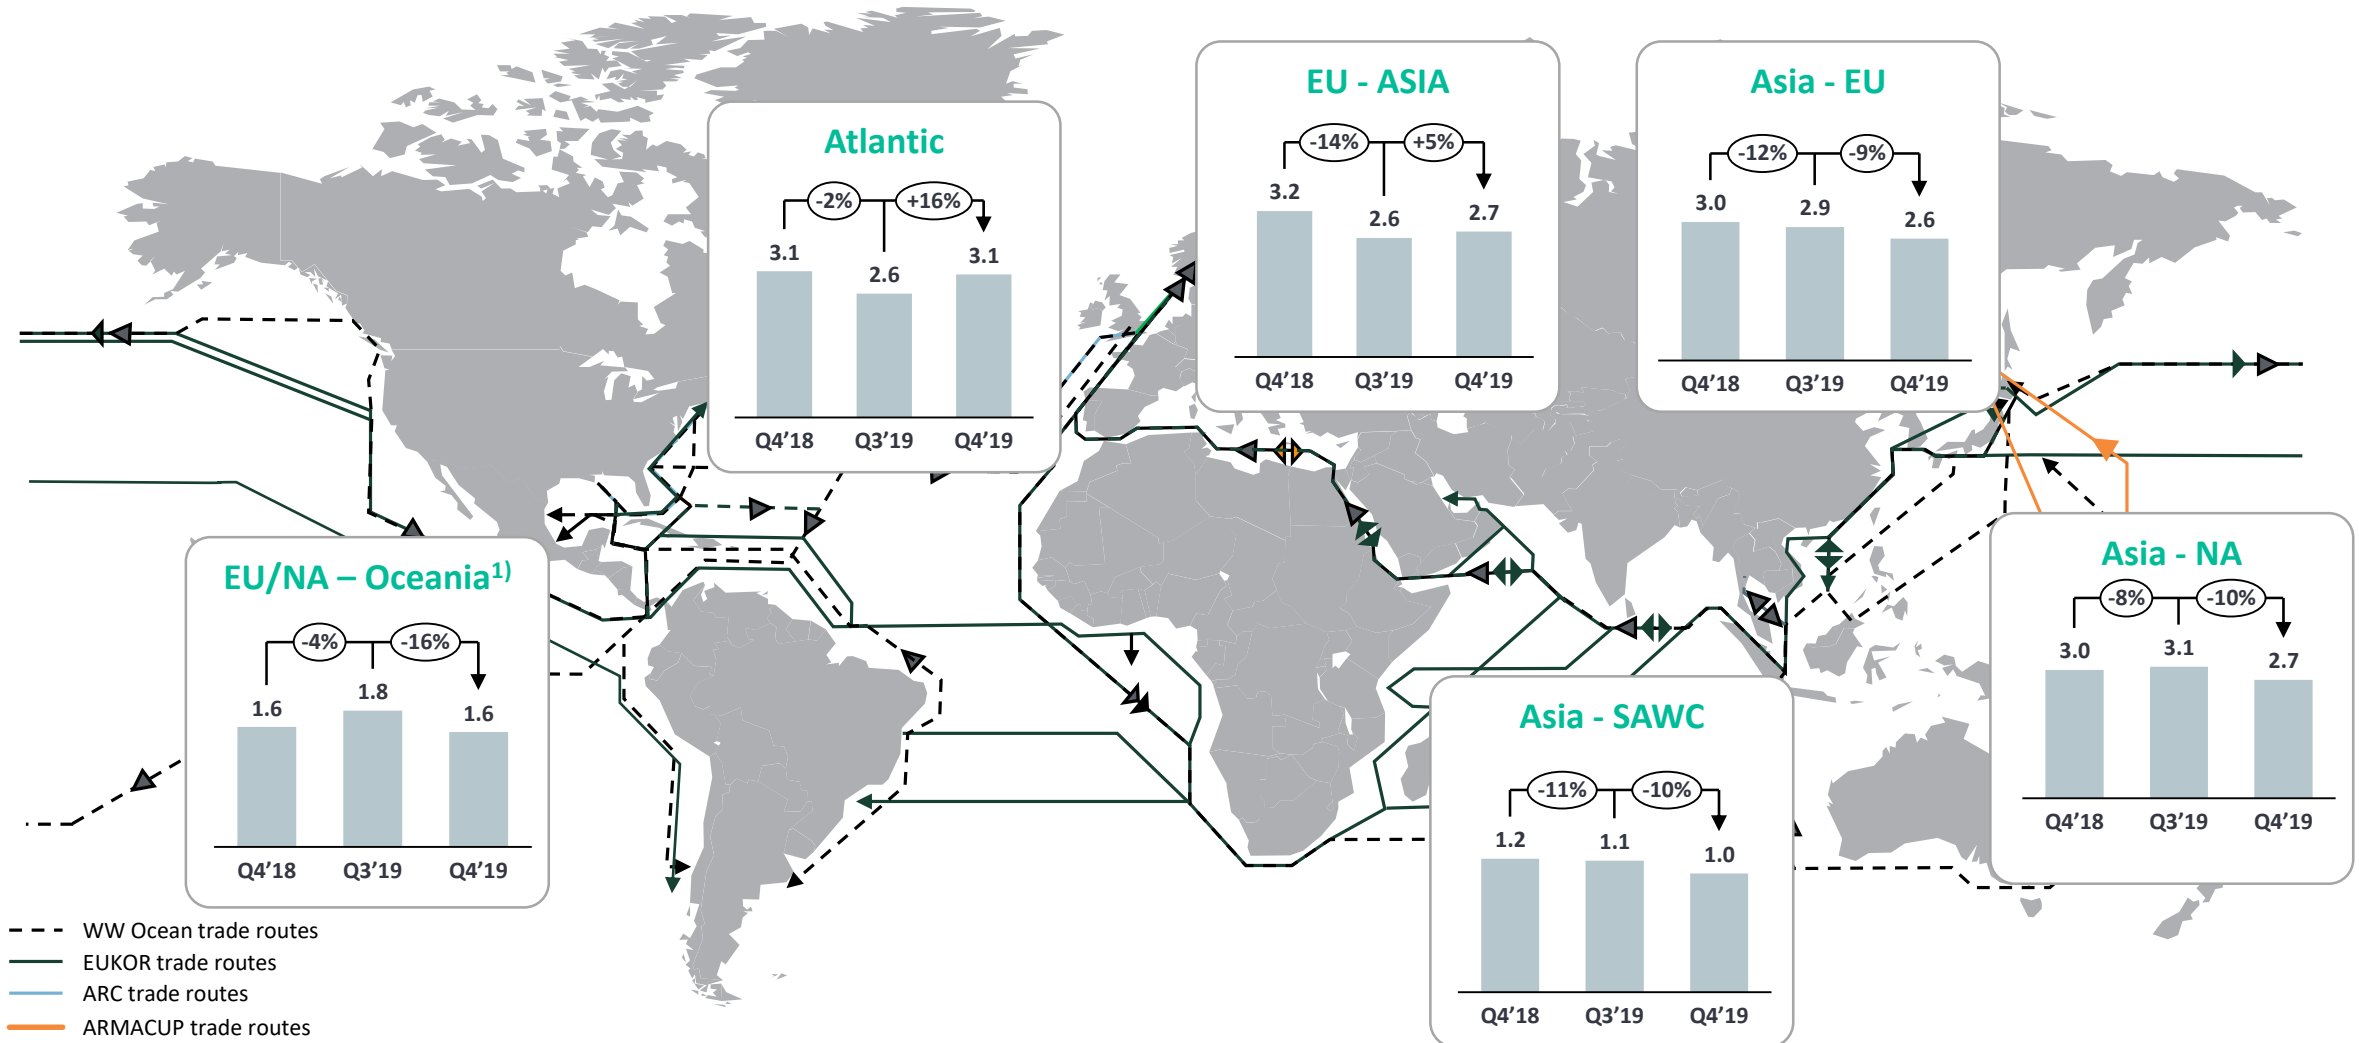 Atlantic
-2% +16%
3.1 2.6 3.1
Q4’18 Q3’19 Q4’19
EU - ASIA
-14% +5%
3.2 2.6 2.7
Q4’18 Q3’19 Q4’19
Asia - EU
-12% -9%
3.0 2.9 2.6
Q4’18 Q3’19 Q4’19
EU/NA – Oceania1)
-4% -16%
1.6 1.8 1.6
Q4’18 Q3’19 Q4’19
Asia - SAWC
-11% -10%
1.2 1.1 1.0
Q4’18 Q3’19 Q4’19
Asia - NA
-8% -10%
3.0 3.1 2.7
Q4’18 Q3’19 Q4’19
WW Ocean trade routes
EUKOR trade routes
ARC trade routes
ARMACUP trade routes